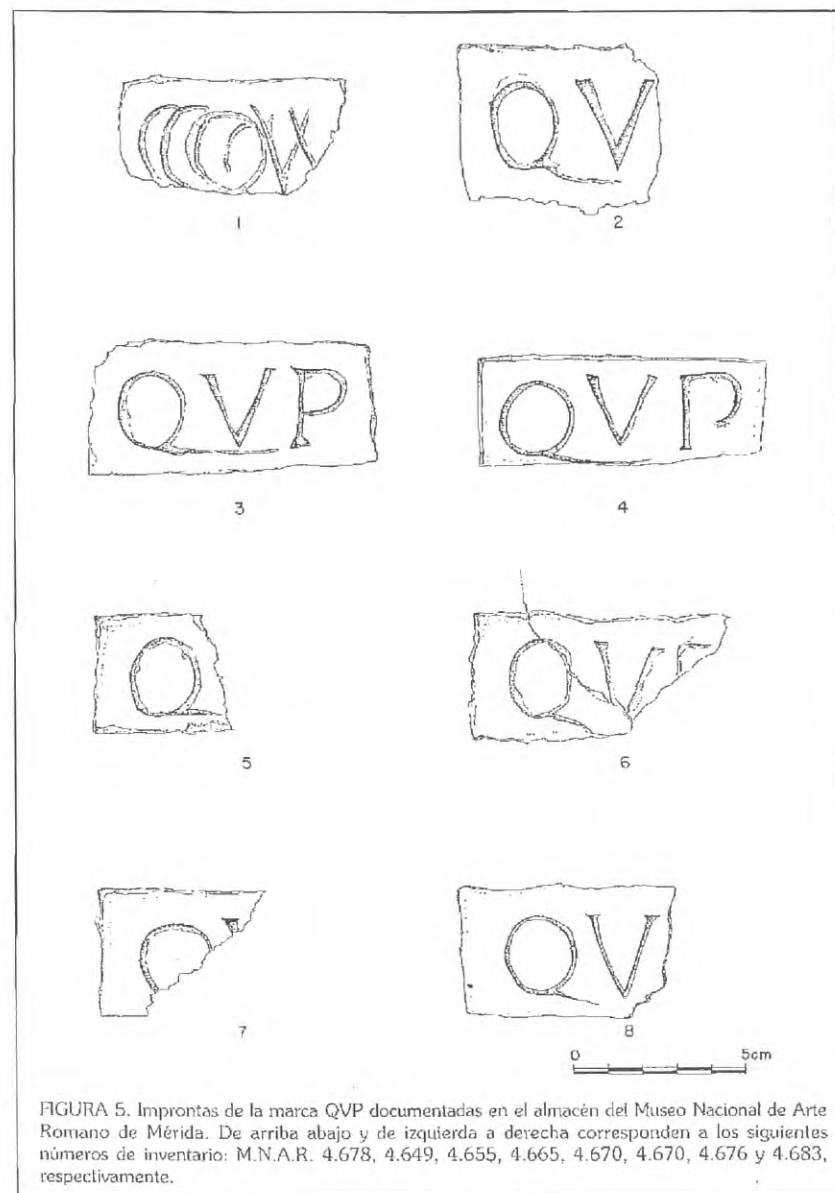 QV
1
2
QVP
QVP
3
4
Q
QV
5
6
QV
7
8
0 5cm
FIGURA 5. Improntas de la marca QVP documentadas en el almacén del Museo Nacional de Arte
Romano de Mérida. De arriba abajo y de izquierda a derecha corresponden a los siguientes
números de inventario: M.N.A.R. 4.678, 4.649, 4.655, 4.665, 4.670, 4.670, 4.676 y 4.683,
respectivamente.